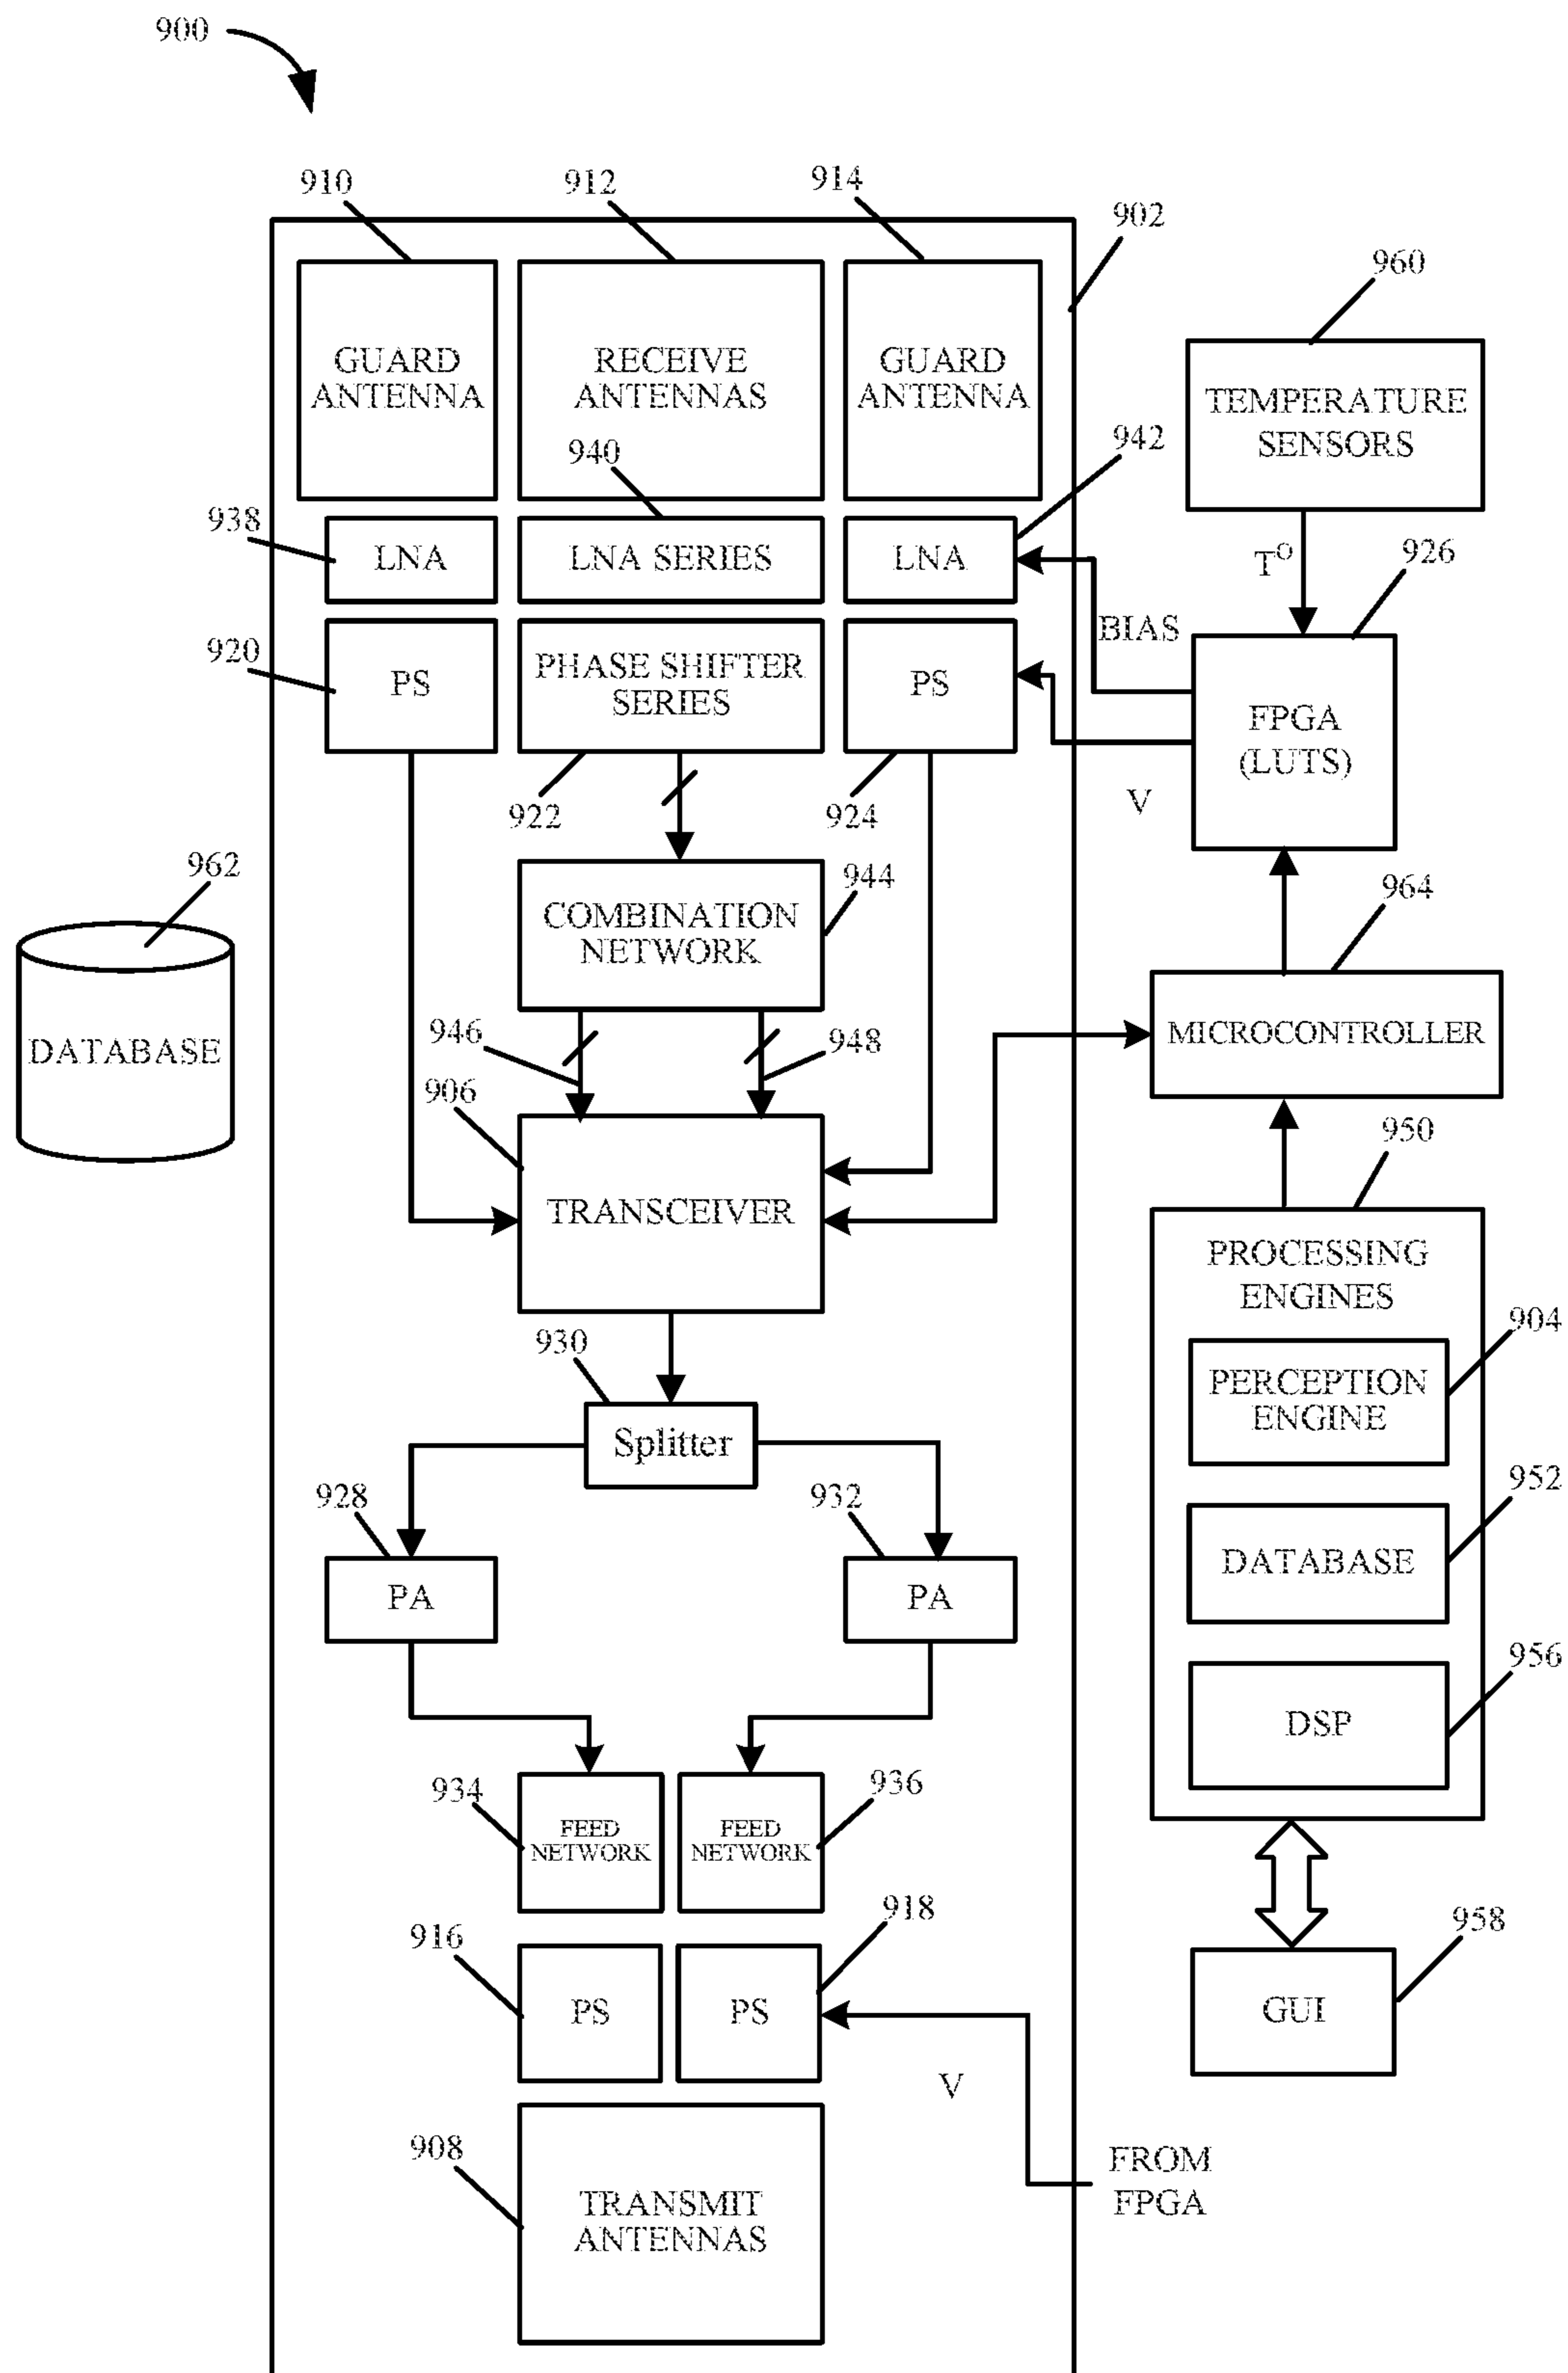 900
910
912
914
902
960
GUARD
ANTENNA
RECEIVE
ANTENNAS
GUARD
ANTENNA
TEMPERATURE
SENSORS
940
942
938
LNA
LNA SERIES
LNA
T°
926
BIAS
920
PS
PHASE SHIFTER
SERIES
PS
FPGA
(LUTS)
922
924
V
962
944
964
COMBINATION
NETWORK
DATABASE
MICROCONTROLLER
946
948
906
950
TRANSCEIVER
PROCESSING
ENGINES
904
930
PERCEPTION
ENGINE
Splitter
928
932
952
DATABASE
PA
PA
956
DSP
934
936
FEED
NETWORK
FEED
NETWORK
916
918
958
PS
PS
GUI
V
908
FROM
FPGA
TRANSMIT
ANTENNAS